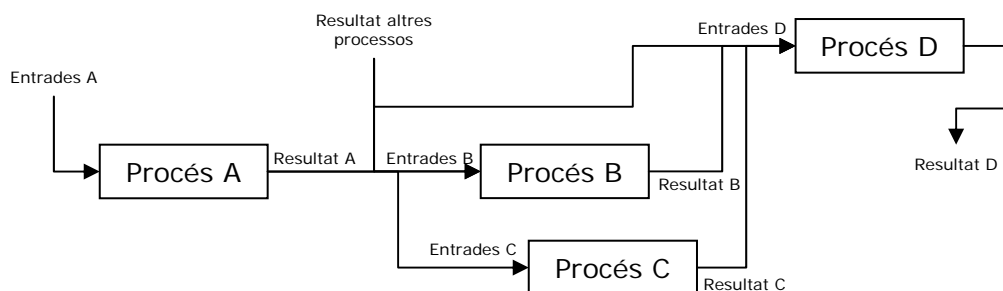 Resultat altres
processos
Entrades D
Procés D
Entrades A
Procés A
Resultat A
Entrades B
Procés B
Resultat B
Resultat D
Entrades C
Procés C
Resultat C